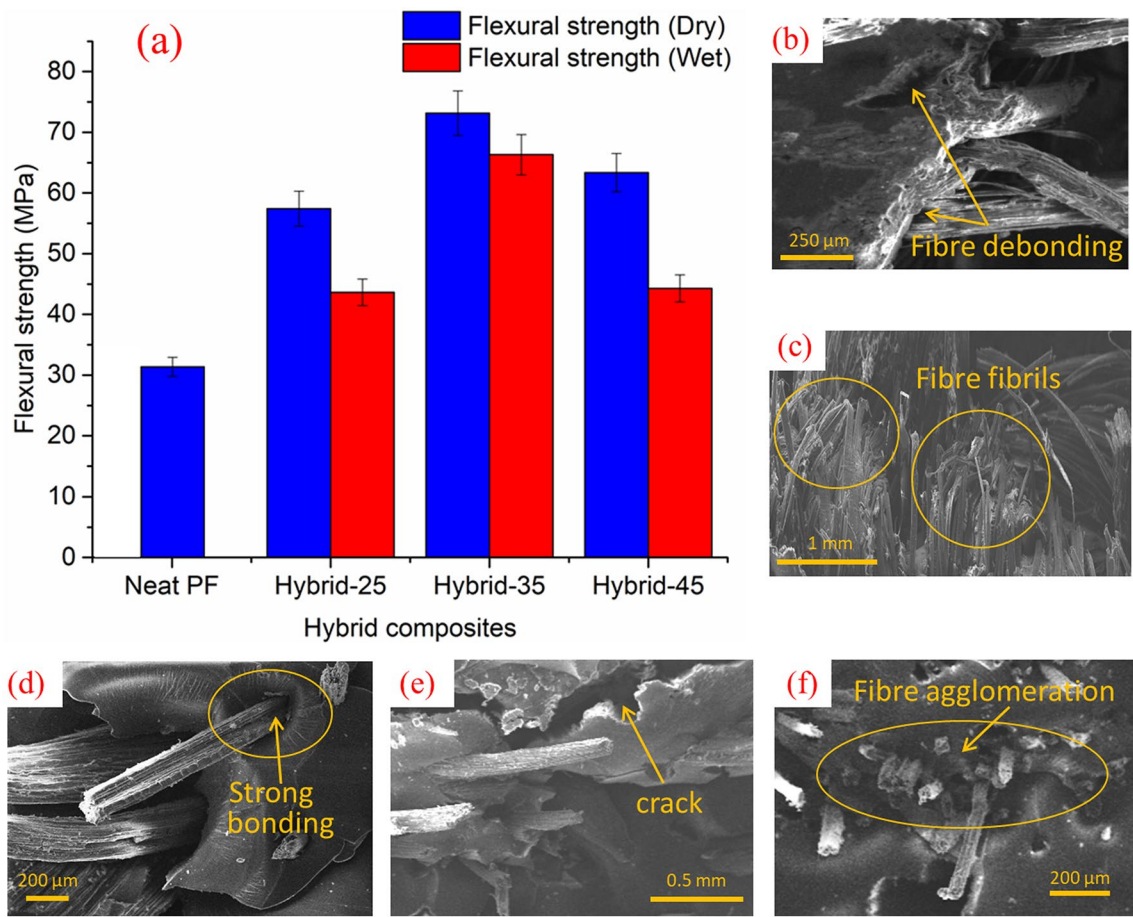 (a)
Flexural strength (Dry)
Flexural strength (Wet)
80
70
60
50
40
30
20
10
0
Flexural strength (MPa)
Neat PF
Hybrid-25
Hybrid-35
Hybrid-45
Hybrid composites
(b)
250 μm
Fibre debonding
(c)
Fibre fibrils
1 mm
(d)
Strong
bonding
200 μm
(e)
crack
0.5 mm
(f)
Fibre agglomeration
200 μm